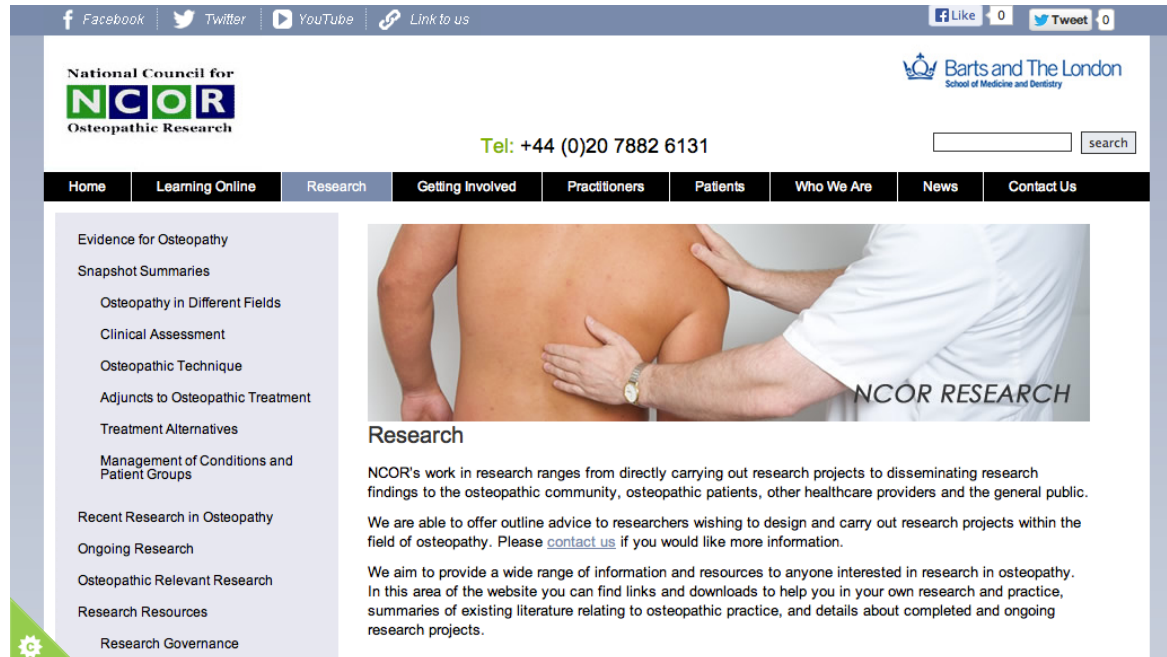 Facebook
Twitter
YouTube
Link to us
Like 0
Tweet 0
National Council for
NCOR
Osteopathic Research
Barts and The London
School of Medicine and Dentistry
Tel: +44 (0)20 7882 6131
search
Home Learning Online Research Getting Involved Practitioners Patients Who We Are News Contact Us
Evidence for Osteopathy
Snapshot Summaries
Osteopathy in Different Fields
Clinical Assessment
Osteopathic Technique
Adjuncts to Osteopathic Treatment
Treatment Alternatives
Management of Conditions and
Patient Groups
Recent Research in Osteopathy
Ongoing Research
Osteopathic Relevant Research
Research Resources
Research Governance
NCOR RESEARCH
Research
NCOR's work in research ranges from directly carrying out research projects to disseminating research
findings to the osteopathic community, osteopathic patients, other healthcare providers and the general public.
We are able to offer outline advice to researchers wishing to design and carry out research projects within the
field of osteopathy. Please contact us if you would like more information.
We aim to provide a wide range of information and resources to anyone interested in research in osteopathy.
In this area of the website you can find links and downloads to help you in your own research and practice,
summaries of existing literature relating to osteopathic practice, and details about completed and ongoing
research projects.